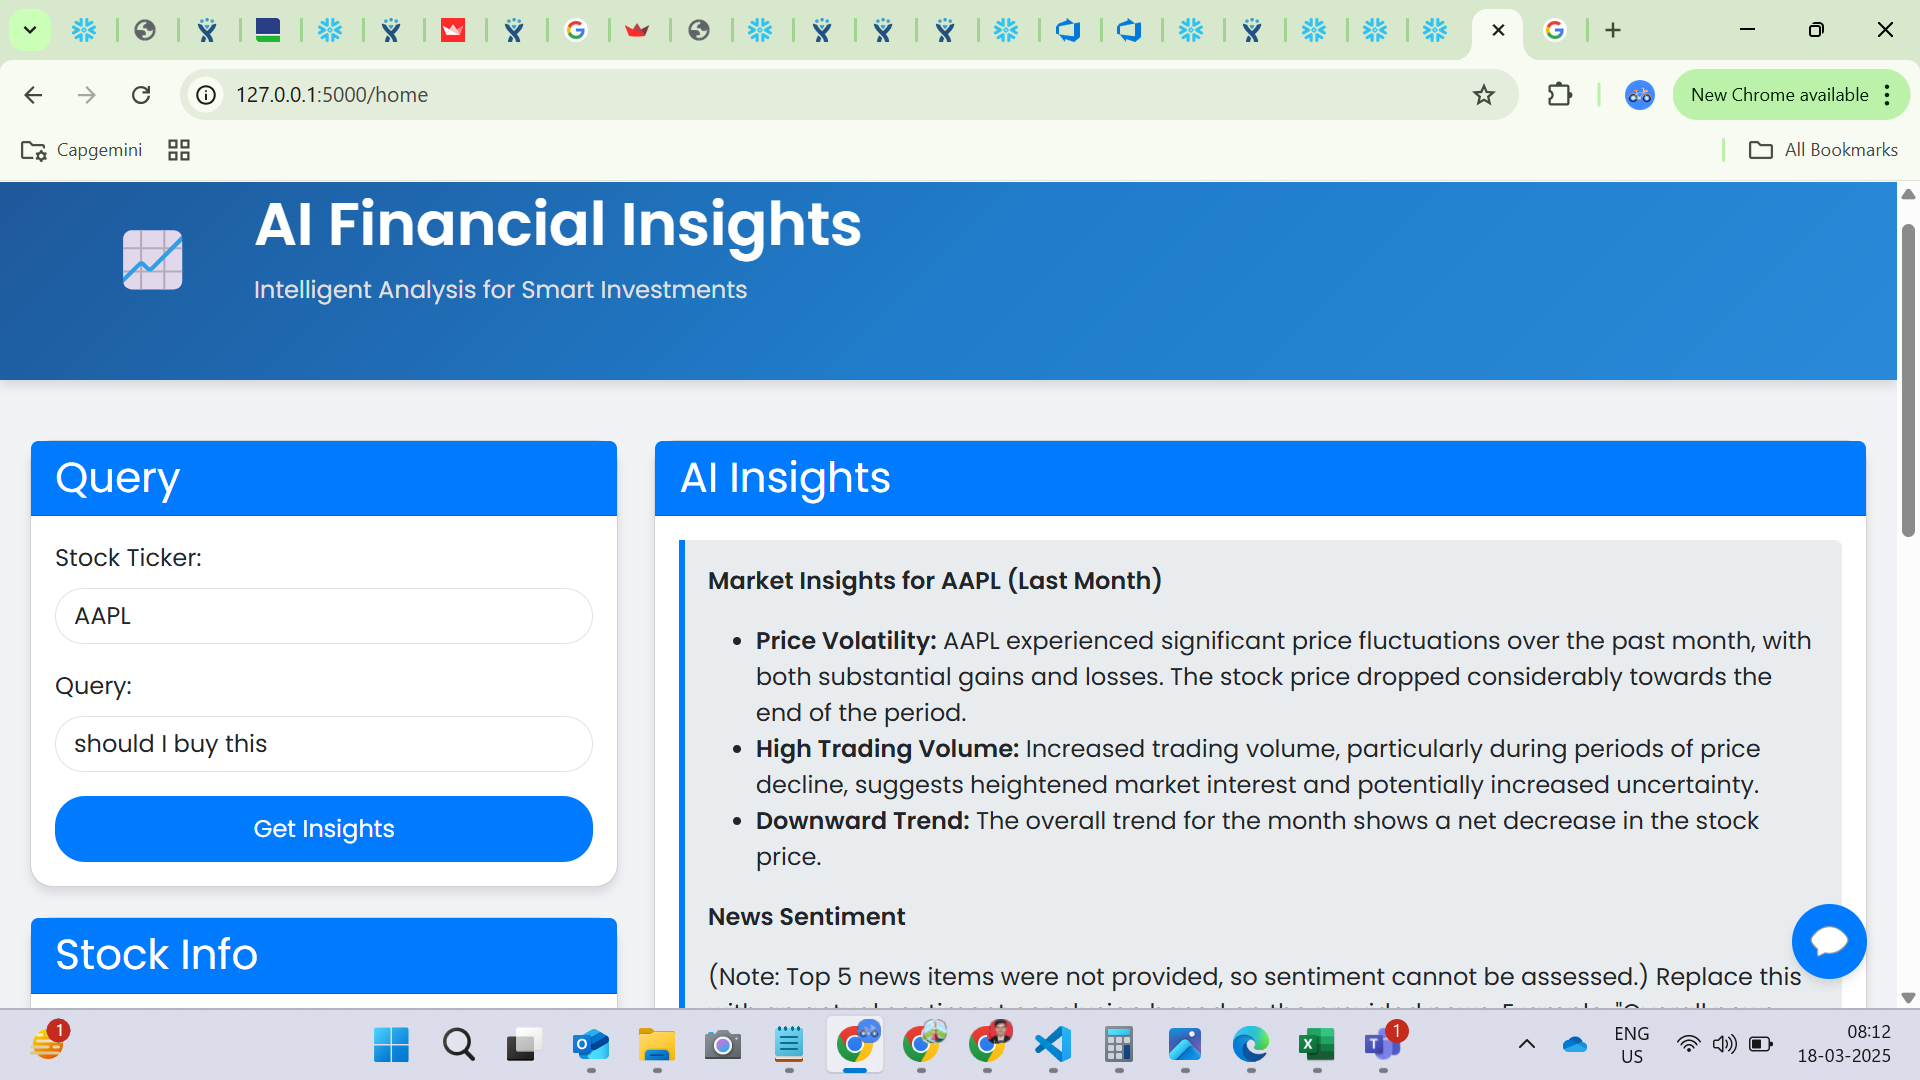 127.0.0.1:5000/home
New Chrome available
Capgemini
All Bookmarks
AI Financial Insights
Intelligent Analysis for Smart Investments
Query
Stock Ticker:
AAPL
Query:
should I buy this
Get Insights
Stock Info
AI Insights
Market Insights for AAPL (Last Month)
• Price Volatility: AAPL experienced significant price fluctuations over the past month, with
both substantial gains and losses. The stock price dropped considerably towards the
end of the period.
• High Trading Volume: Increased trading volume, particularly during periods of price
decline, suggests heightened market interest and potentially increased uncertainty.
• Downward Trend: The overall trend for the month shows a net decrease in the stock
price.
News Sentiment
(Note: Top 5 news items were not provided, so sentiment cannot be assessed.) Replace this
1
1
ENG
US
08:12
18-03-2025